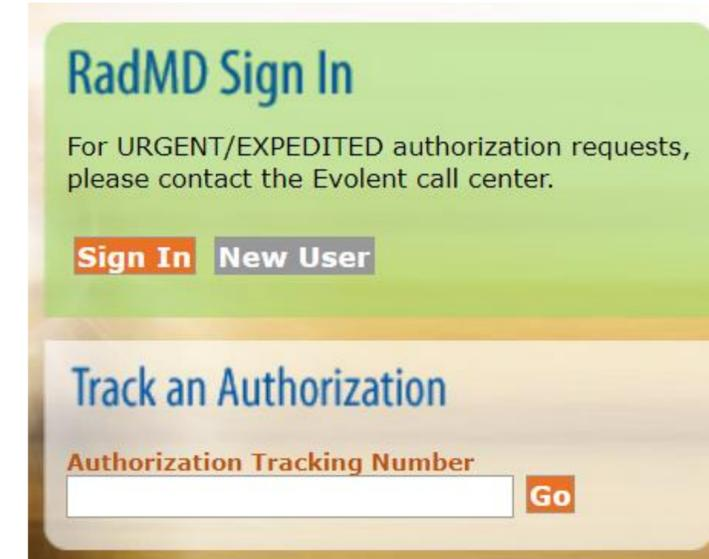 RadMD Sign In
For URGENT/EXPEDITED authorization requests,
please contact the Evolent call center.
Sign In New User
Track an Authorization
Authorization Tracking Number
Go